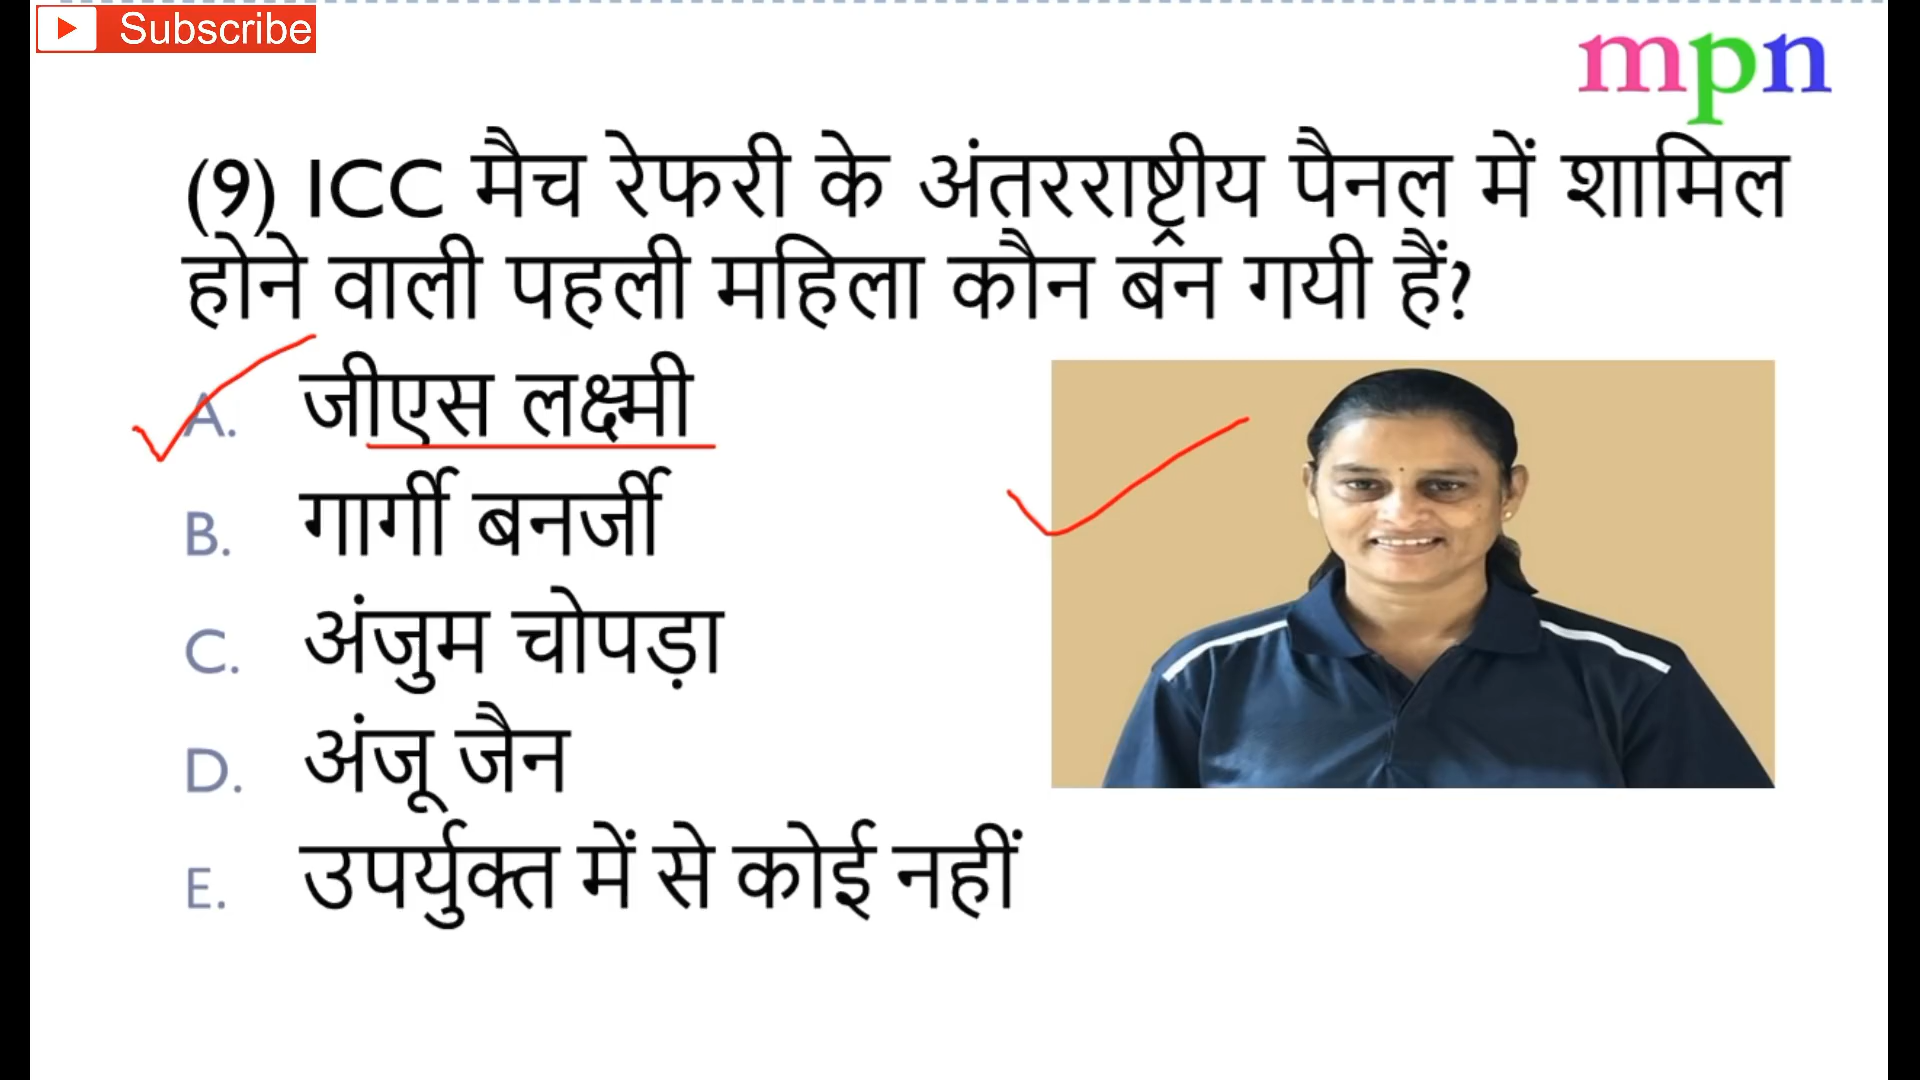 Subscribe
mpn
(9) ICC मैच रेफरी के अंतरराष्ट्रीय पैनल में शामिल
होने वाली पहली महिला कौन बन गयी हैं?
A. जीएस लक्ष्मी
B. गार्गी बनर्जी
C. अंजुम चोपड़ा
D. अंजू जैन
E. उपर्युक्त में से कोई नहीं